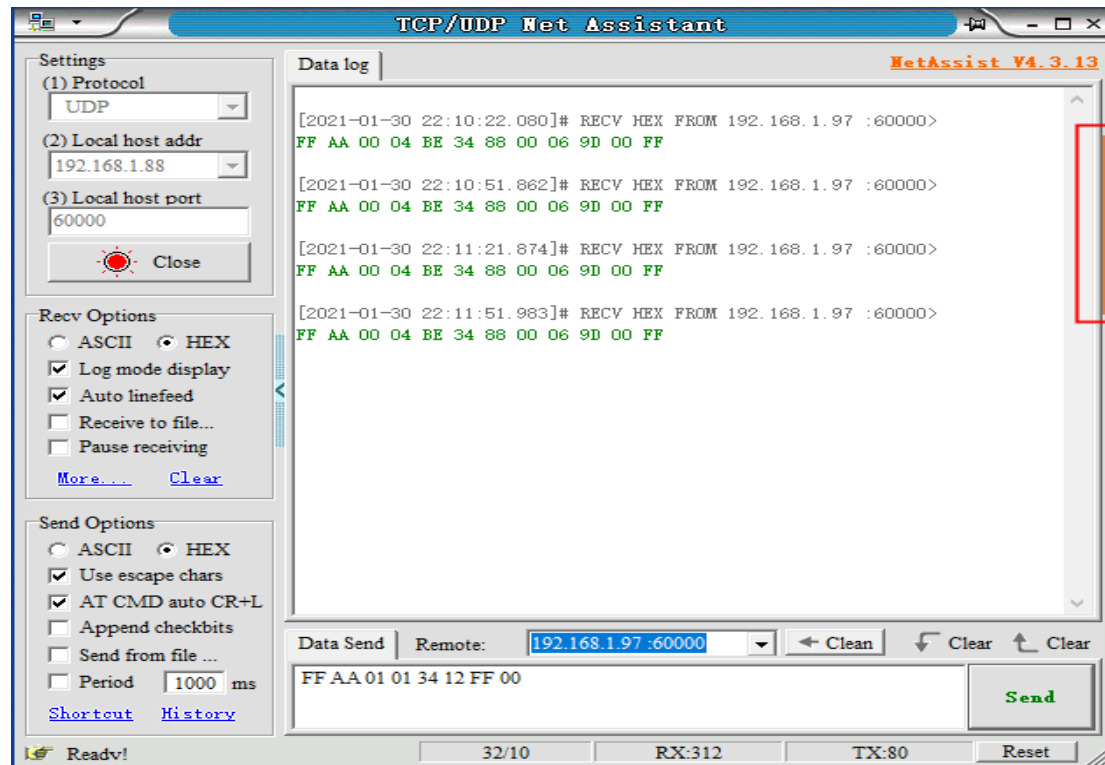 TCP/UDP Net Assistant
Settings
(1) Protocol
UDP
(2) Local host addr
192.168.1.88
(3) Local host port
60000
Close
Recv Options
ASCII HEX
Log mode display
Auto linefeed
Receive to file...
Pause receiving
More... Clear
Send Options
ASCII HEX
Use escape chars
AT CMD auto CR+L
Append checkbits
Send from file ...
Period 1000 ms
Shortcut History
Data log
NetAssist V4.3.13
[2021-01-30 22:10:22.080]# RECV HEX FROM 192.168.1.97 :60000>
FF AA 00 04 BE 34 88 00 06 9D 00 FF
[2021-01-30 22:10:51.862]# RECV HEX FROM 192.168.1.97 :60000>
FF AA 00 04 BE 34 88 00 06 9D 00 FF
[2021-01-30 22:11:21.874]# RECV HEX FROM 192.168.1.97 :60000>
FF AA 00 04 BE 34 88 00 06 9D 00 FF
[2021-01-30 22:11:51.983]# RECV HEX FROM 192.168.1.97 :60000>
FF AA 00 04 BE 34 88 00 06 9D 00 FF
Data Send Remote: 192.168.1.97 :60000 Clean Clear Clear
FF AA 01 01 34 12 FF 00
Send
Ready! 32/10 RX:312 TX:80 Reset